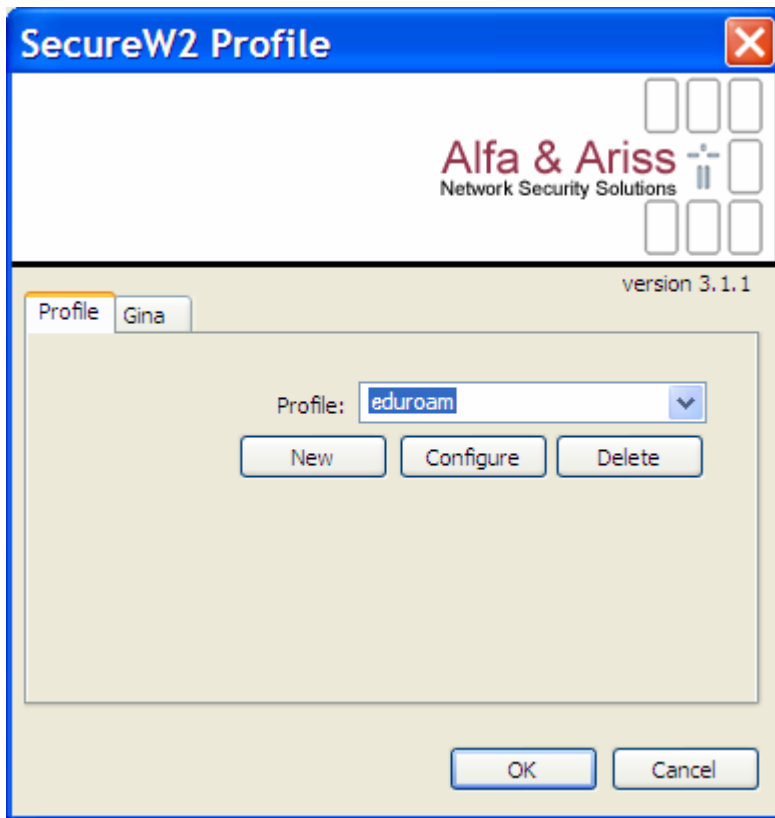 SecureW2 Profile
Alfa & Ariss
Network Security Solutions
version 3.1.1
Profile Gina
Profile: eduroam
New Configure Delete
OK Cancel